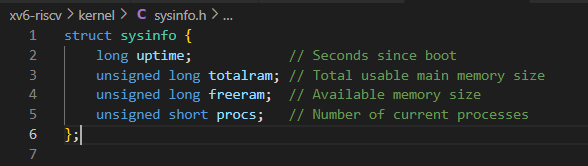 xv6-riscv > kernel > C sysinfo.h > ...
1 struct sysinfo {
2 long uptime; // Seconds since boot
3 unsigned long totalram; // Total usable main memory size
4 unsigned long freeram; // Available memory size
5 unsigned short procs; // Number of current processes
6 };
7